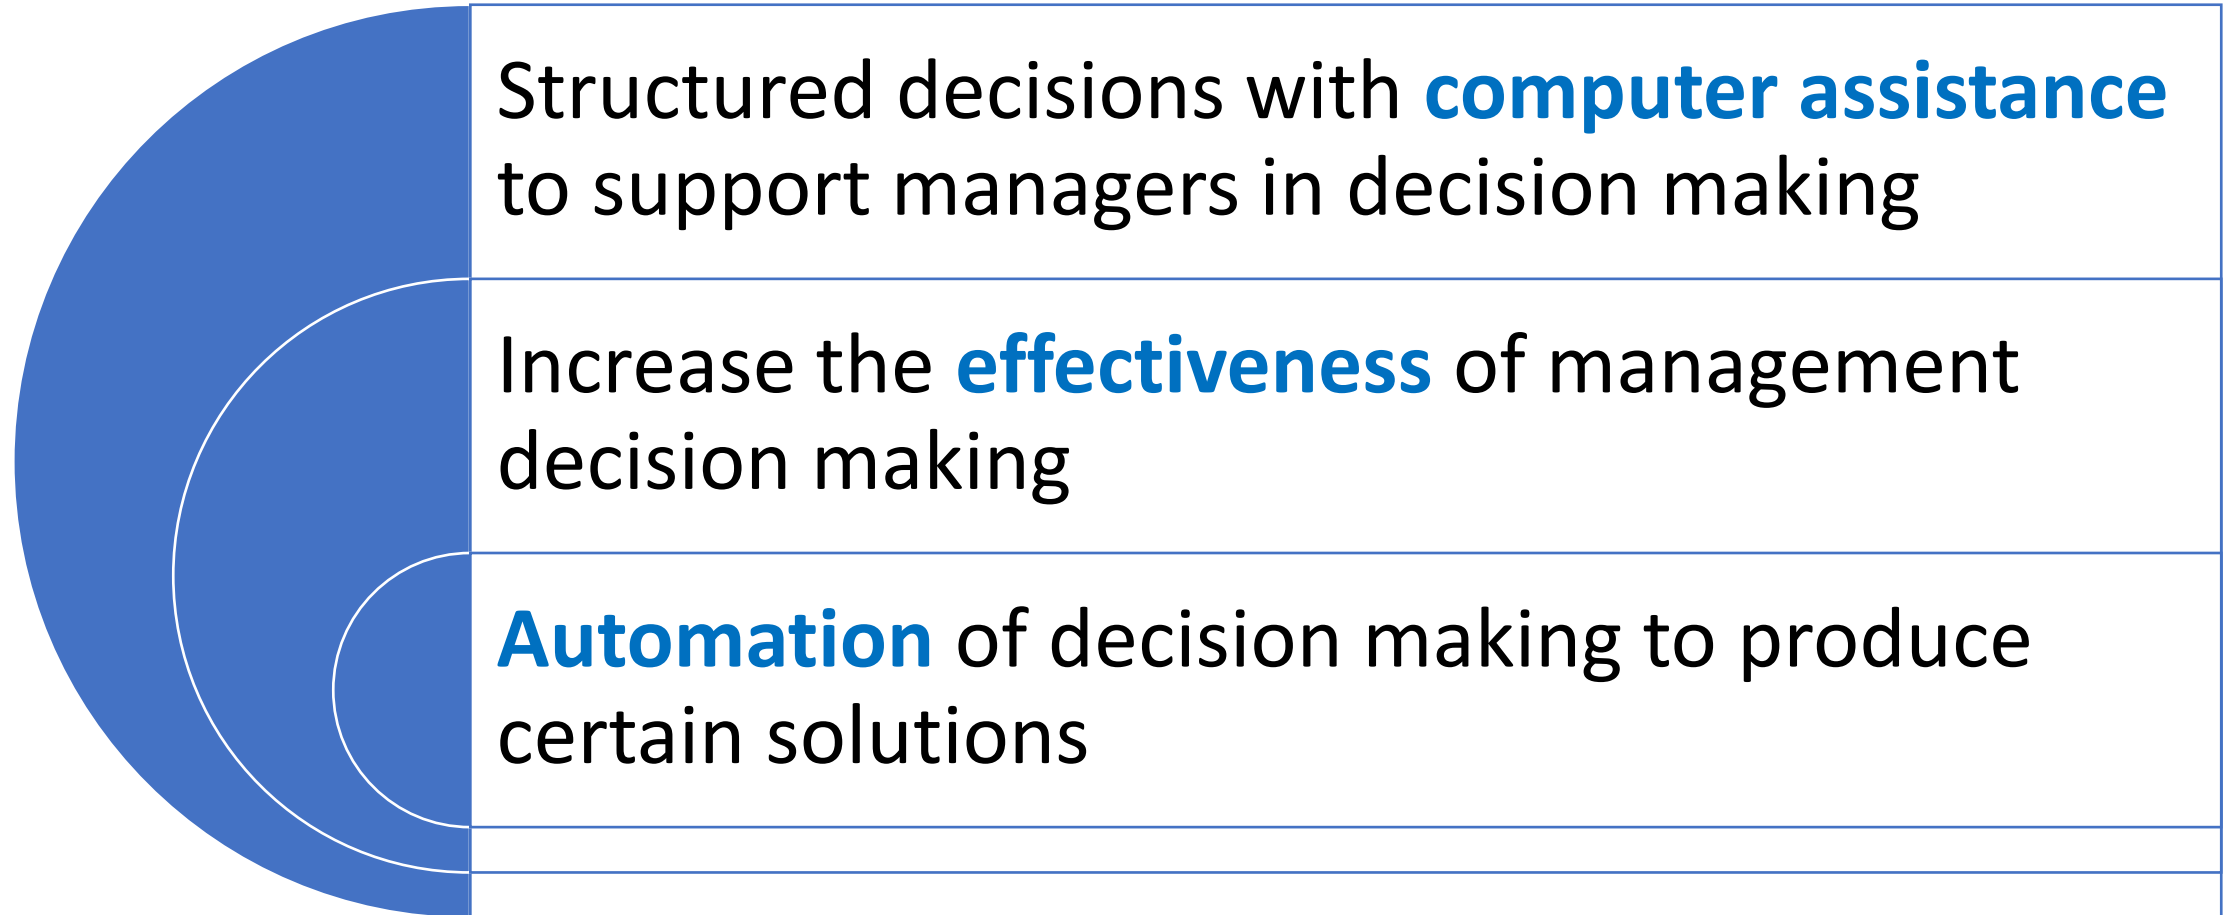 Structured decisions with computer assistance
to support managers in decision making
Increase the effectiveness of management
decision making
Automation of decision making to produce
certain solutions